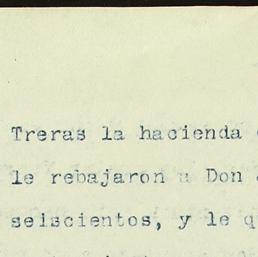 Treras la hacienda
le rebajaron a Don
seiscientos, y le